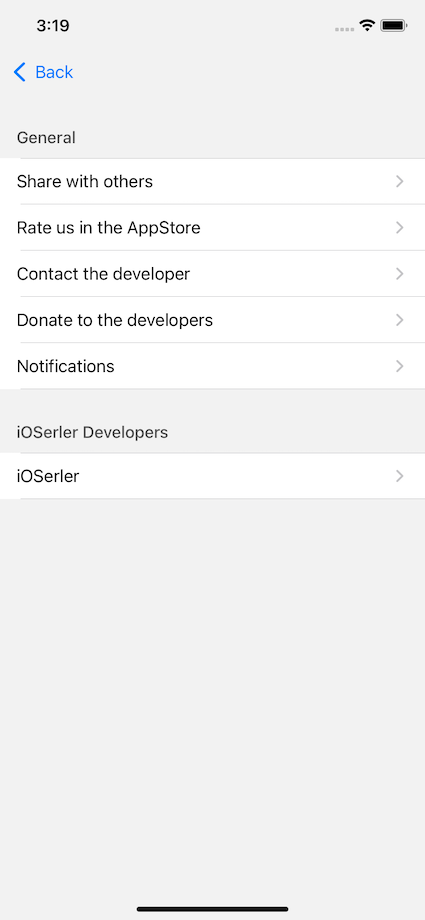 3:19
Back
General
Share with others
Rate us in the AppStore
Contact the developer
Donate to the developers
Notifications
iOSerler Developers
iOSerler